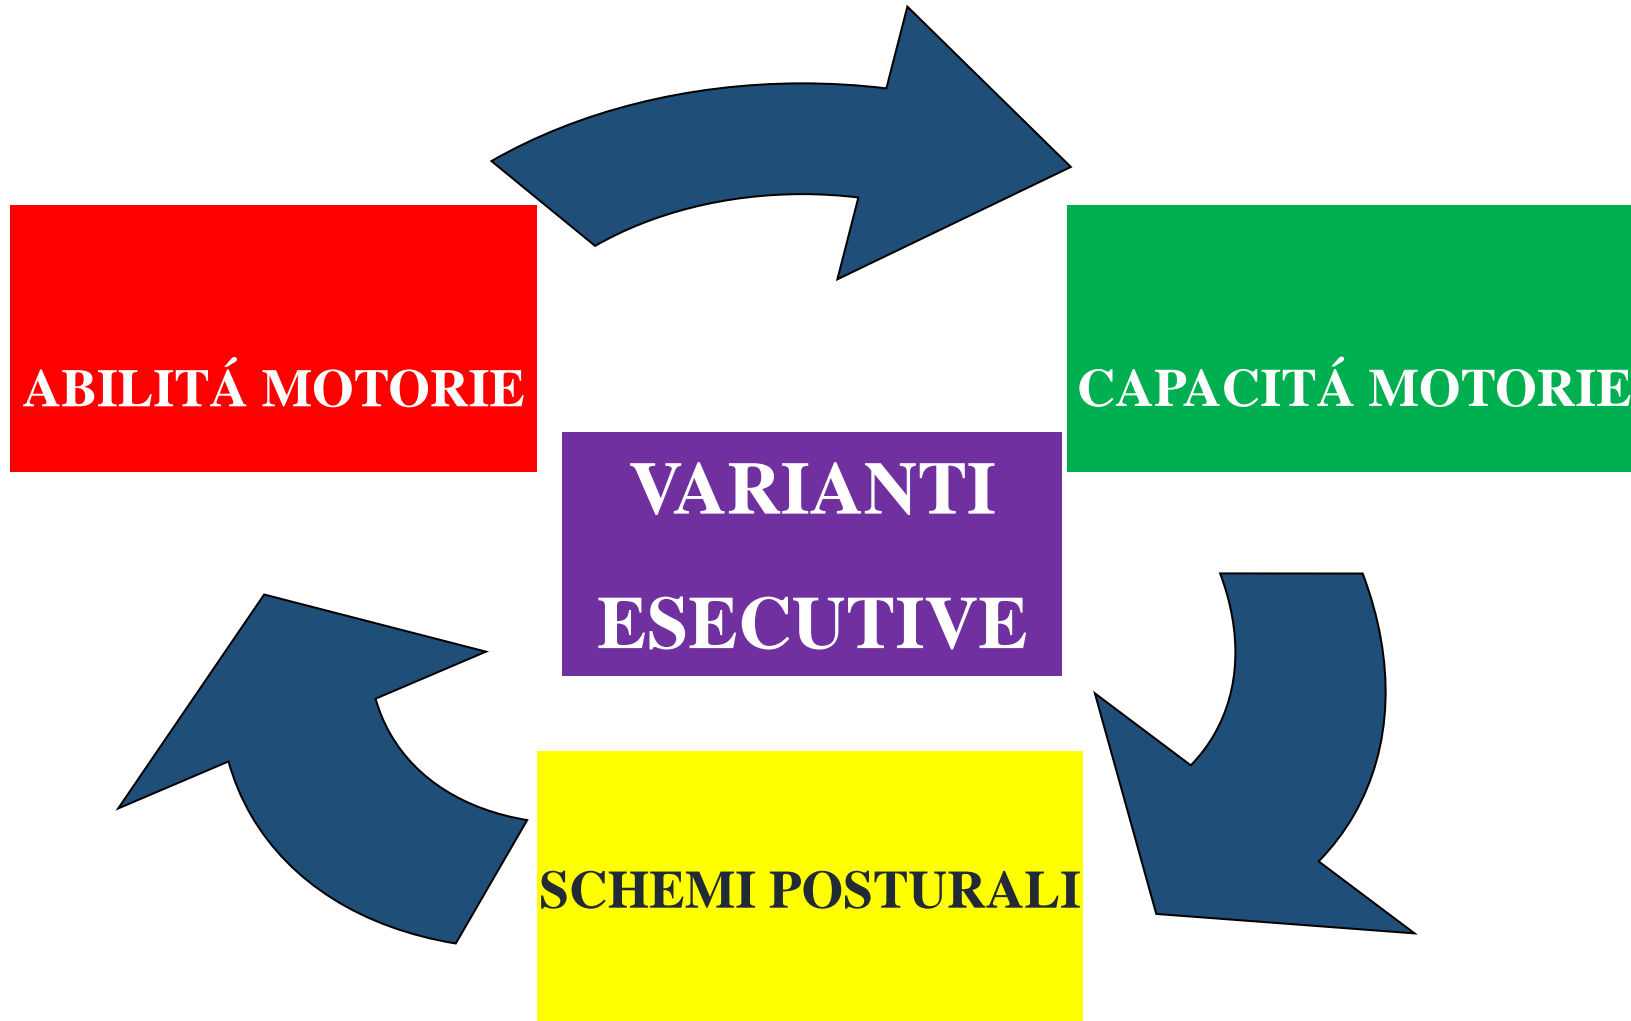 ABILITÁ MOTORIE
CAPACITÁ MOTORIE
VARIANTI
ESECUTIVE
SCHEMI POSTURALI